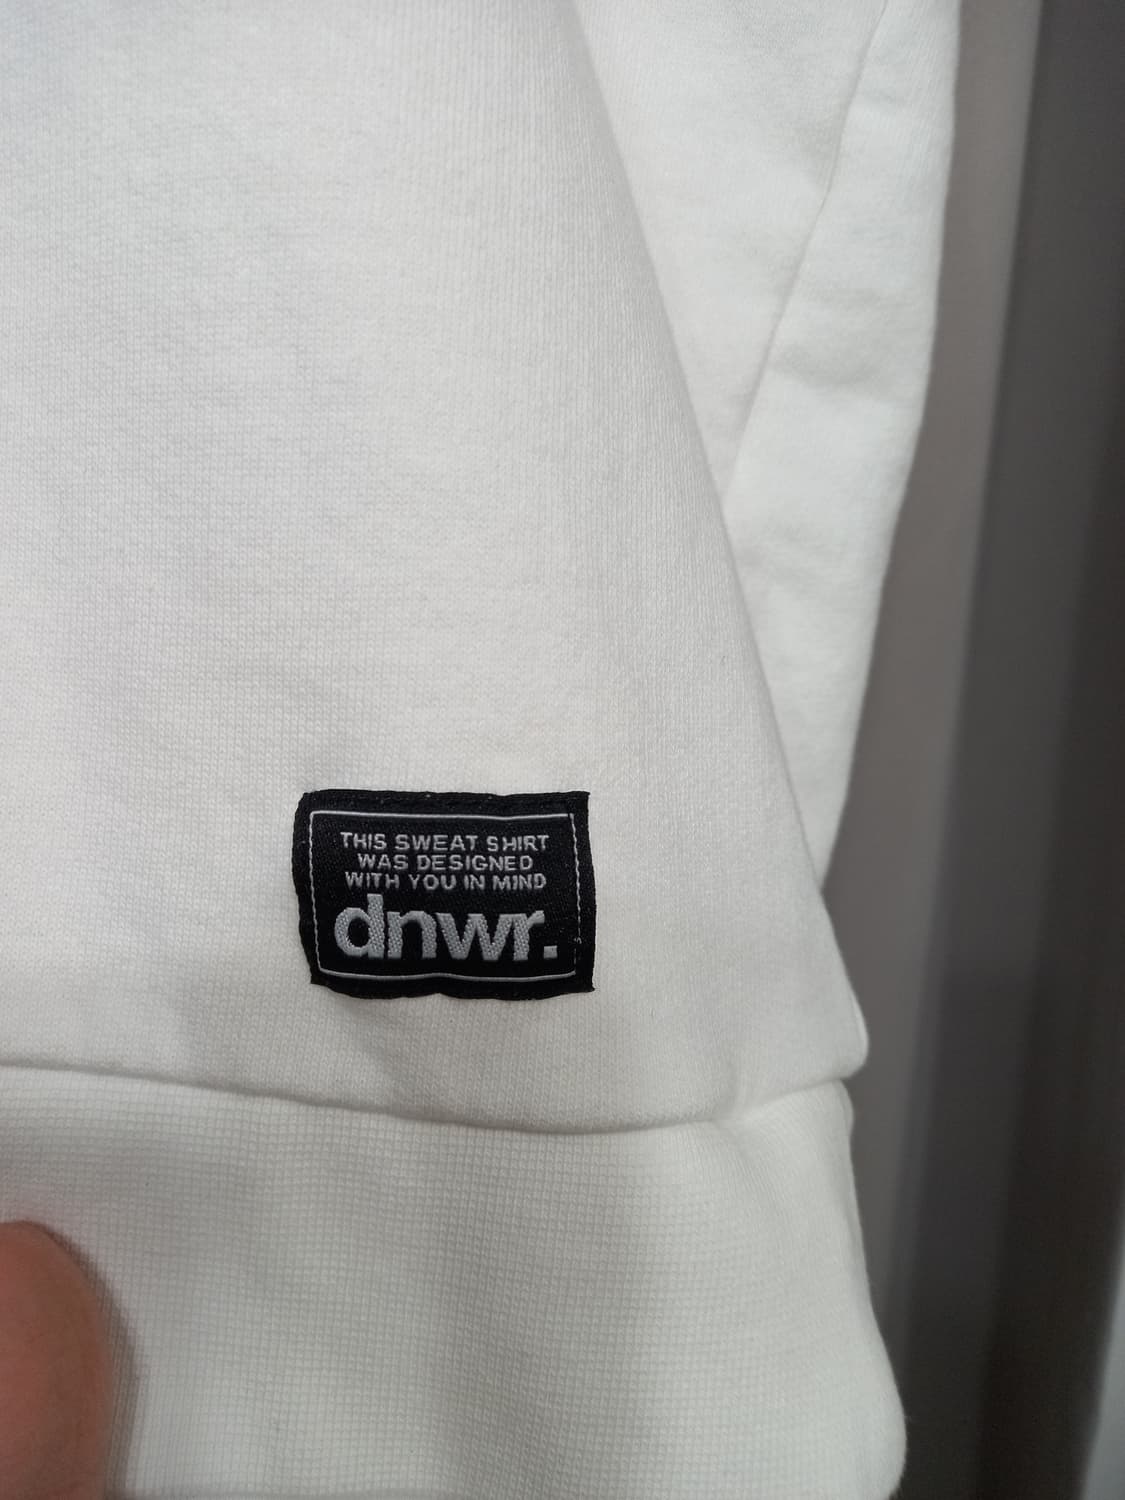 THIS SWEAT SHIRT
WAS DESIGNED
WITH YOU IN MIND
dnwr.